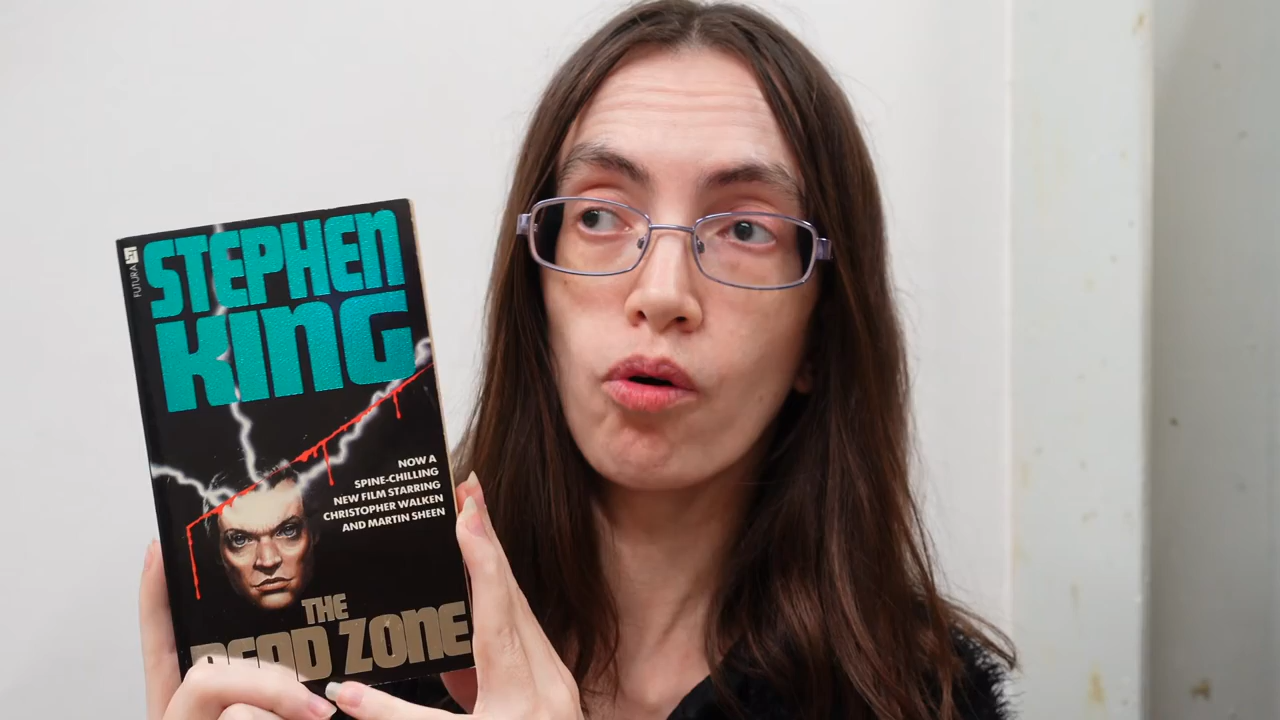 FUTURA
STEPHEN
KING
NOW A
SPINE-CHILLING
NEW FILM STARRING
CHRISTOPHER WALKEN
AND MARTIN SHEEN
THE
DEAD ZONE